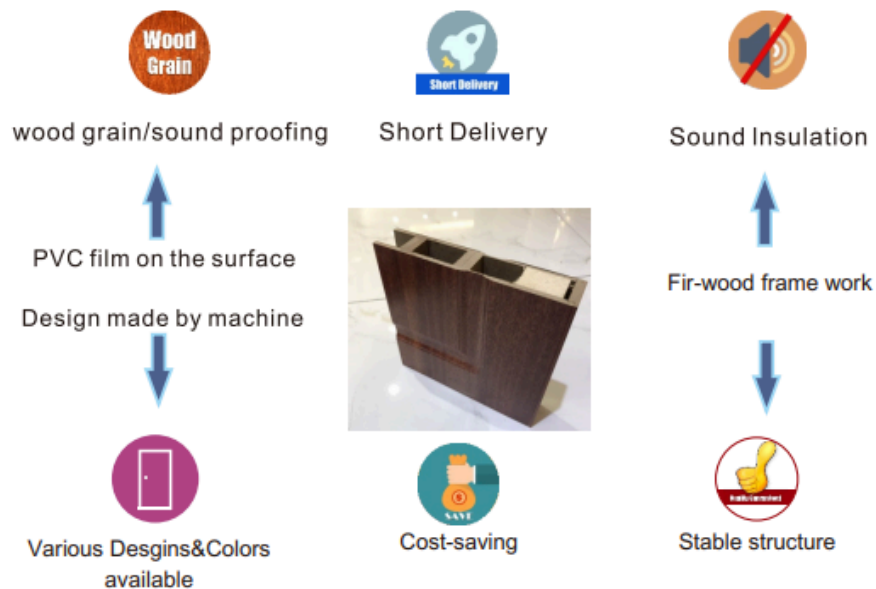 Wood
Grain
Short Delivery
wood grain/sound proofing
Short Delivery
Sound Insulation
PVC film on the surface
Fir-wood frame work
Design made by machine
SAVE
Various Desgins&Colors
available
Cost-saving
Stable structure